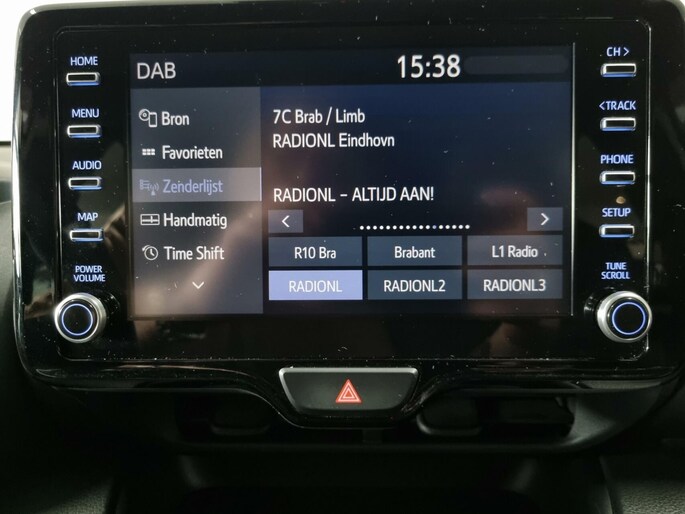 DAB
15:38
HOME
MENU
AUDIO
MAP
POWER
VOLUME
Bron
Favorieten
Zenderlijst
Handmatig
Time Shift
7C Brab / Limb
RADIONL Eindhovn
RADIONL – ALTIJD AAN!
R10 Bra
Brabant
L1 Radio
RADIONL
RADIONL2
RADIONL3
CH >
< TRACK
PHONE
SETUP
TUNE
SCROLL